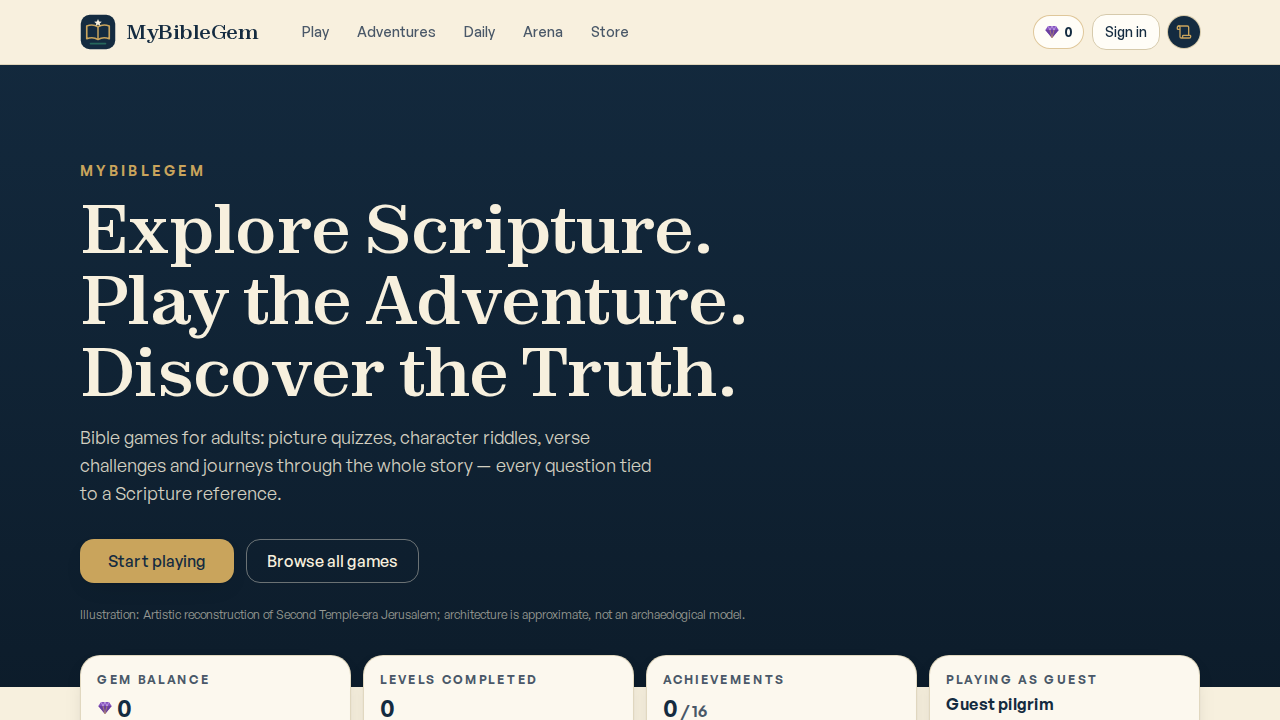 MyBibleGem
Play
Adventures
Daily
Arena
Store
0
Sign in
MYBIBLEGEM
Explore Scripture.
Play the Adventure.
Discover the Truth.
Bible games for adults: picture quizzes, character riddles, verse
challenges and journeys through the whole story — every question tied
to a Scripture reference.
Start playing
Browse all games
Illustration: Artistic reconstruction of Second Temple-era Jerusalem; architecture is approximate, not an archaeological model.
GEM BALANCE
0
LEVELS COMPLETED
0
ACHIEVEMENTS
0/16
PLAYING AS GUEST
Guest pilgrim